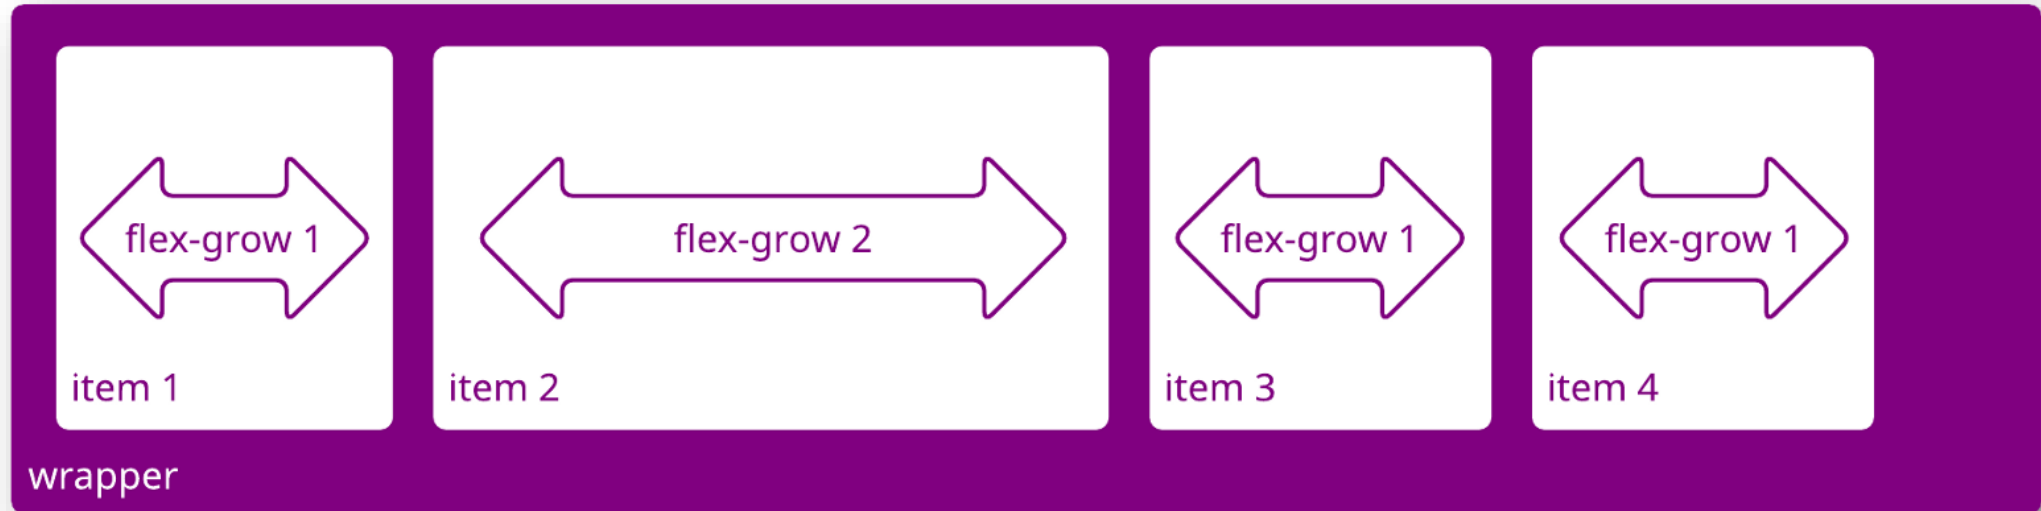 flex-grow 1
item 1
flex-grow 2
item 2
flex-grow 1
item 3
flex-grow 1
item 4
wrapper